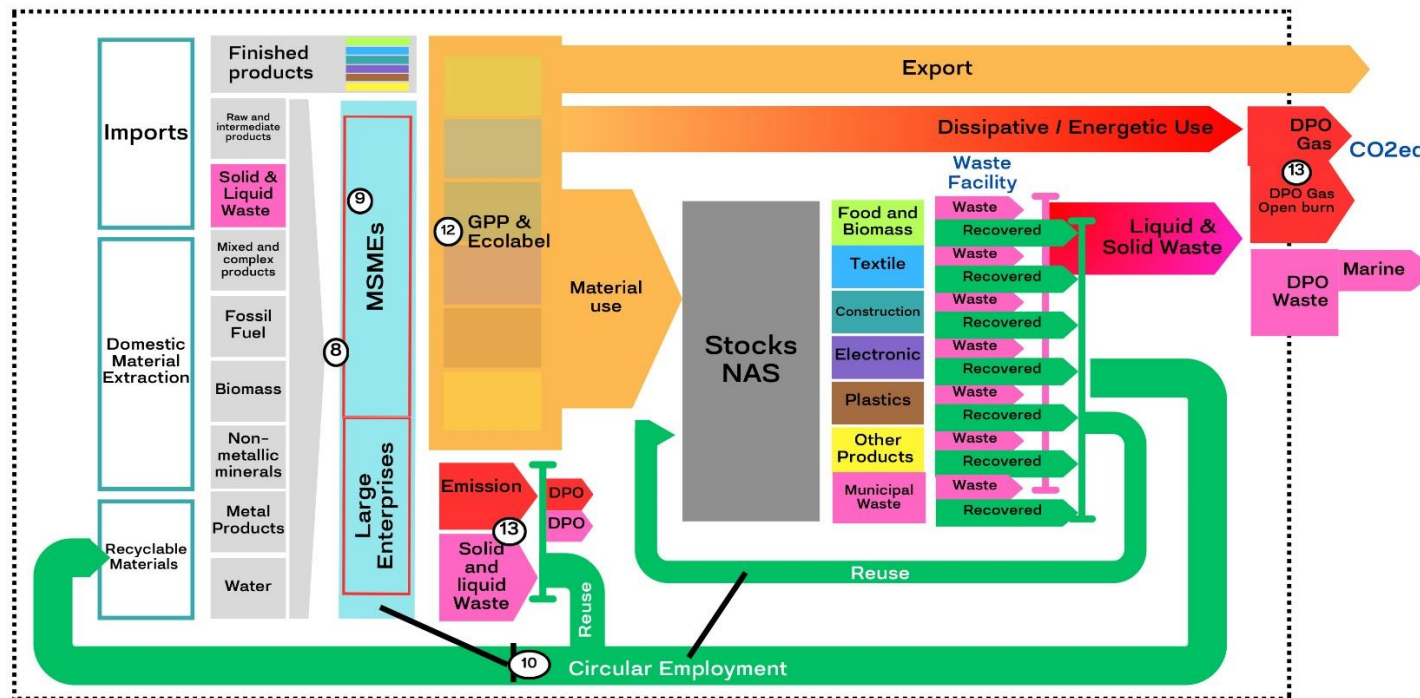 Imports
Domestic
Material
Extraction
Recyclable
Materials
Finished
products
Raw and
intermediate
products
Solid &
Liquid
Waste
Mixed and
complex
products
Fossil
Fuel
Biomass
Non-
metallic
minerals
Metal
Products
Water
8
9
MSMEs
Large
Enterprises
12
GPP &
Ecolabel
Export
Dissipative / Energetic Use
Material
use
Emission
13
Solid
and
liquid
Waste
DPO
DPO
Reuse
Stocks
NAS
Food and
Biomass
Textile
Construction
Electronic
Plastics
Other
Products
Municipal
Waste
Waste
Facility
Waste
Recovered
Waste
Recovered
Waste
Recovered
Waste
Recovered
Waste
Recovered
Waste
Recovered
Waste
Recovered
Liquid &
Solid Waste
DPO
Gas
13
DPO Gas
Open burn
CO2eq
DPO
Waste
Marine
Reuse
10
Circular Employment